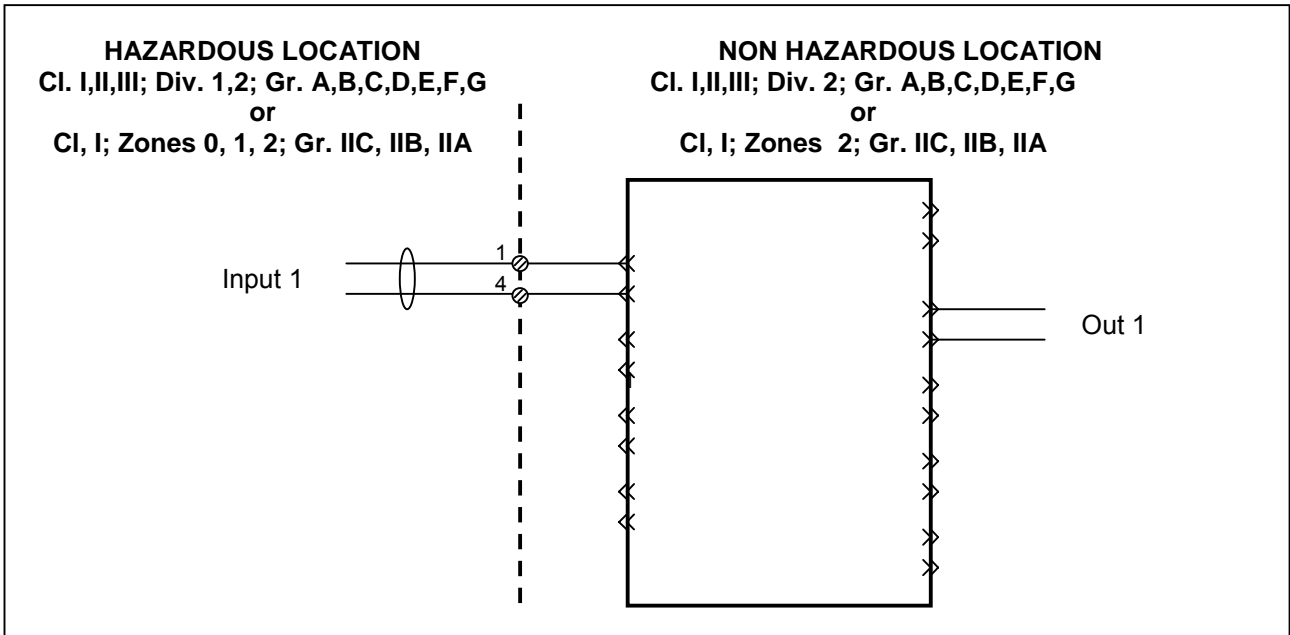 HAZARDOUS LOCATION
Cl. I,II,III; Div. 1,2; Gr. A,B,C,D,E,F,G
or
Cl, I; Zones 0, 1, 2; Gr. IIC, IIB, IIA
NON HAZARDOUS LOCATION
Cl. I,II,III; Div. 2; Gr. A,B,C,D,E,F,G
or
Cl, I; Zones 2; Gr. IIC, IIB, IIA
Input 1
1
4
Out 1